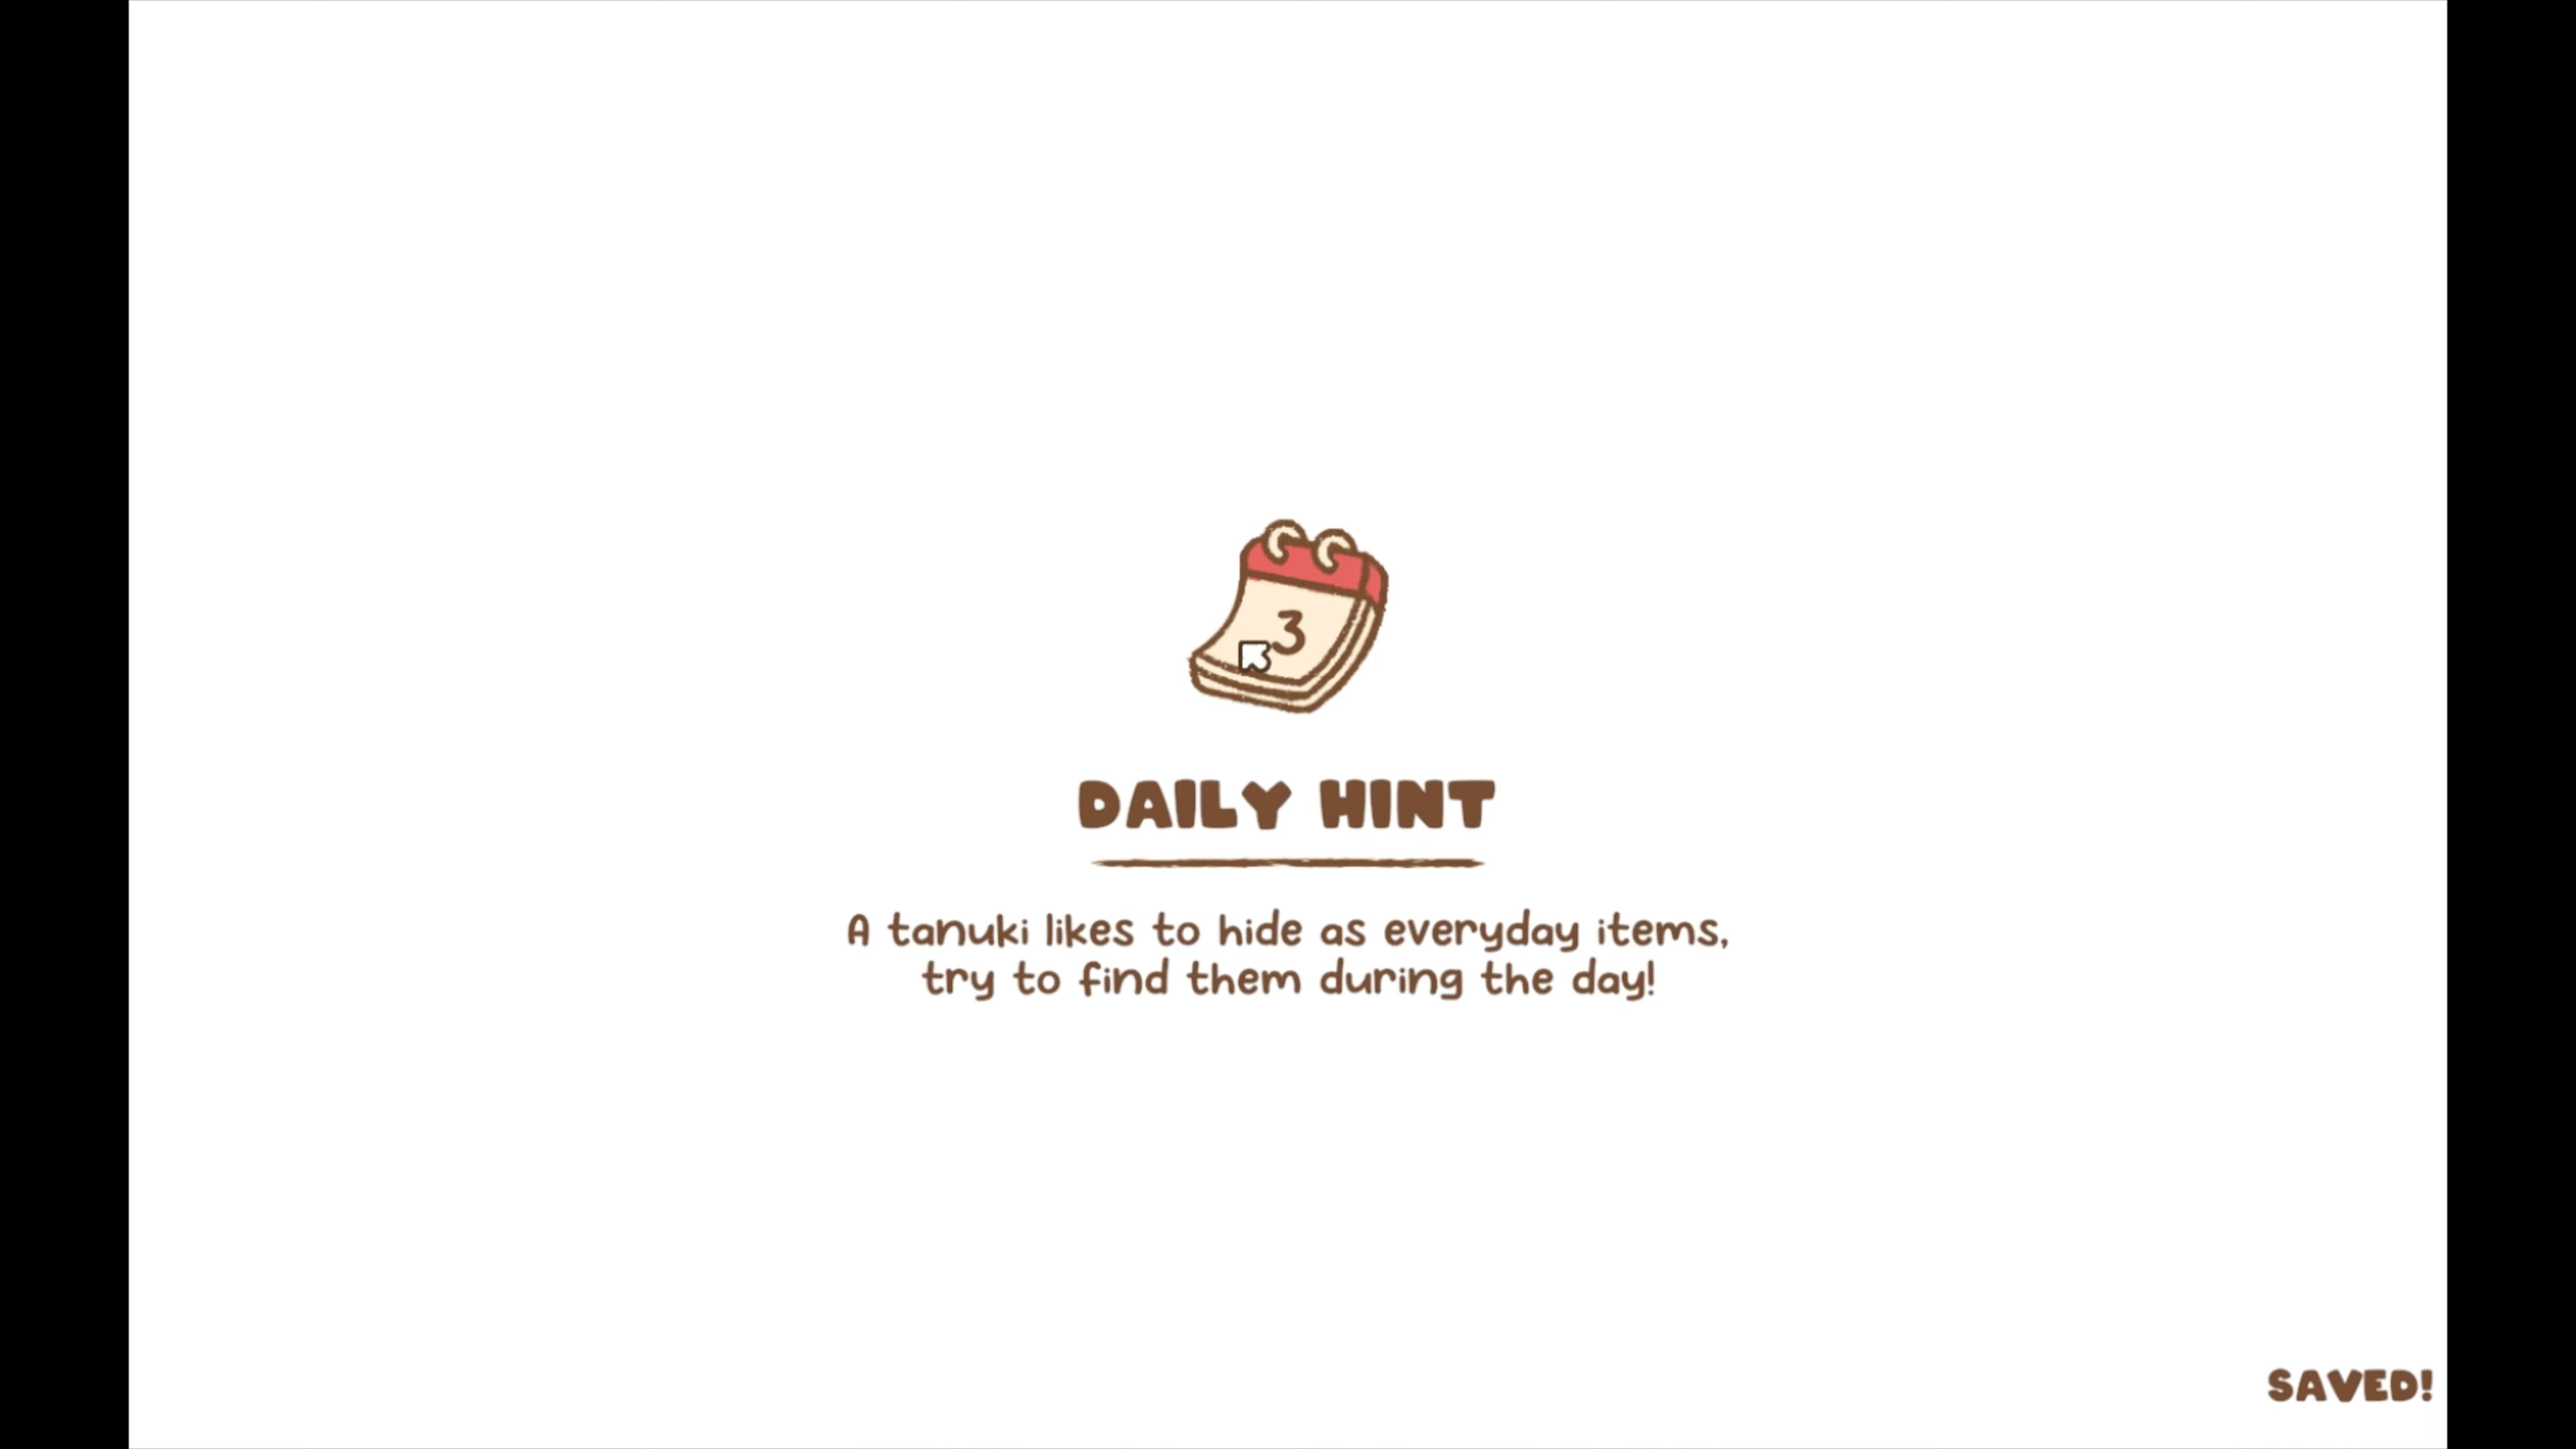 3
DAILY HINT
A tanuki likes to hide as everyday items,
try to find them during the day!
SAVED!